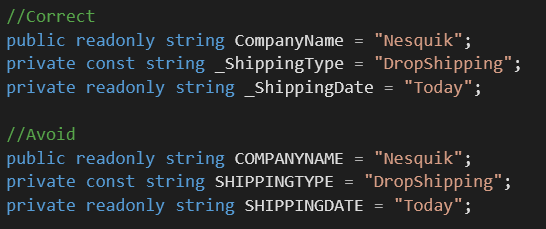 //Correct
public readonly string CompanyName = "Nesquik";
private const string _ShippingType = "DropShipping";
private readonly string _ShippingDate = "Today";
//Avoid
public readonly string COMPANYNAME = "Nesquik";
private const string SHIPPINGTYPE = "DropShipping";
private readonly string SHIPPINGDATE = "Today";